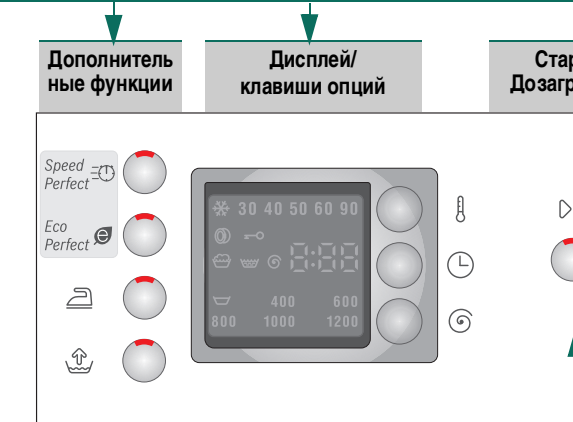 Дополнитель
ные функции
Дисплей/
клавиши опций
Стар
Дозагр
Speed
Perfect
Eco
Perfect
30 40 50 60 90
8:88
400 600
800 1000 1200